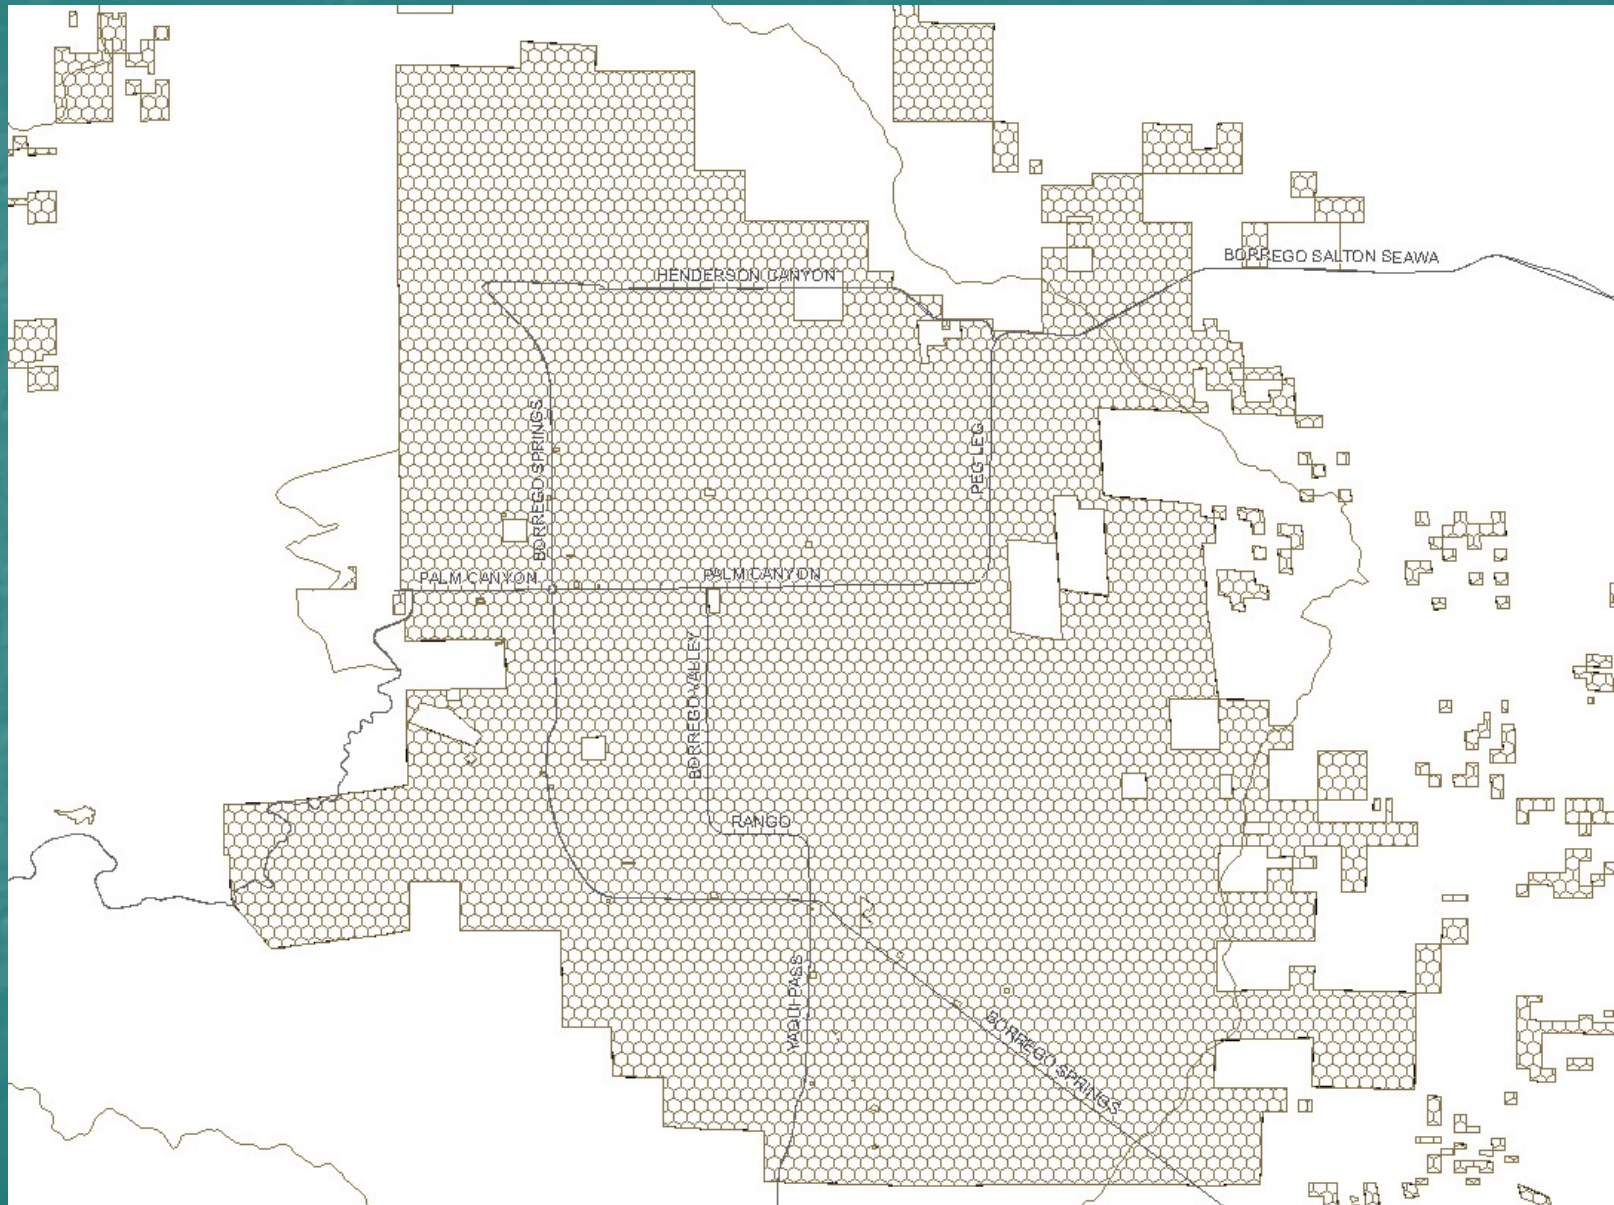 BORREGO SALTON SEAWA
HENDERSON CANYON
BORREGO SPRINGS
PEG LEG
PALM CANYON
PALM CANYON
BORREGO VALLEY
RANGO
YAQUI PASS
BORREGO SPRINGS